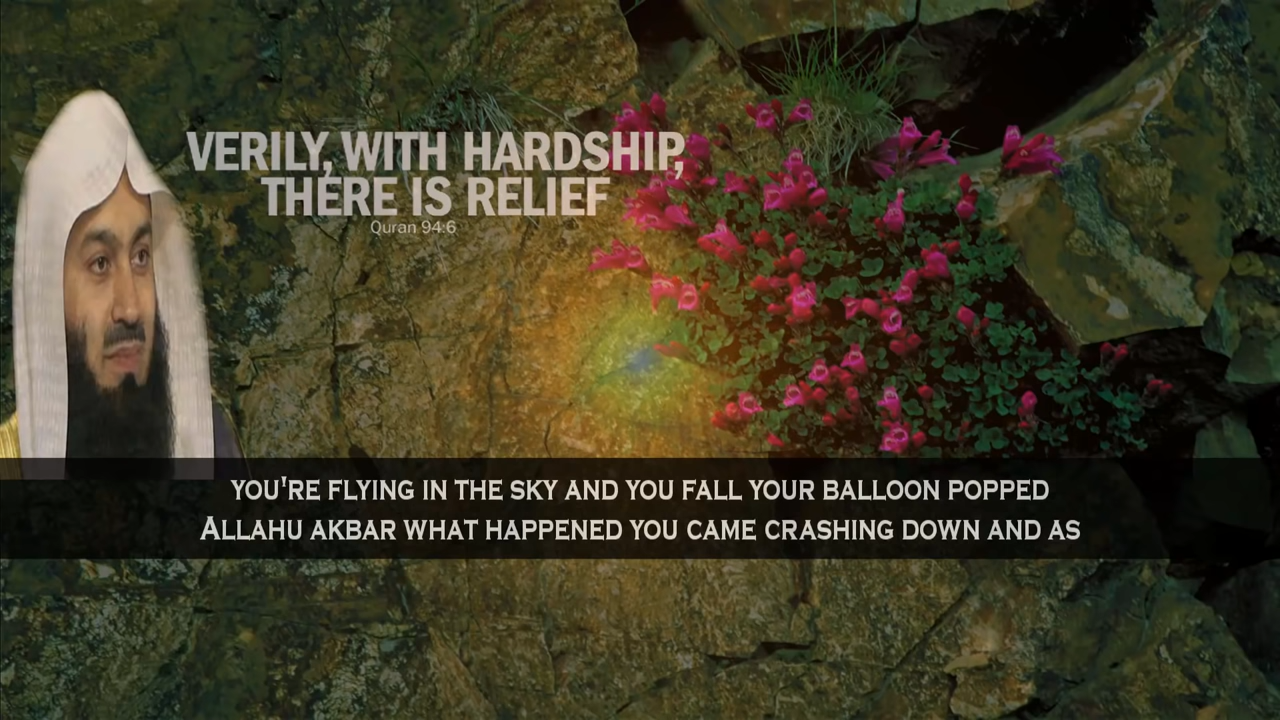 VERILY, WITH HARDSHIP,
THERE IS RELIEF
Quran 94:6
YOU'RE FLYING IN THE SKY AND YOU FALL YOUR BALLOON POPPED
ALLAHU AKBAR WHAT HAPPENED YOU CAME CRASHING DOWN AND AS